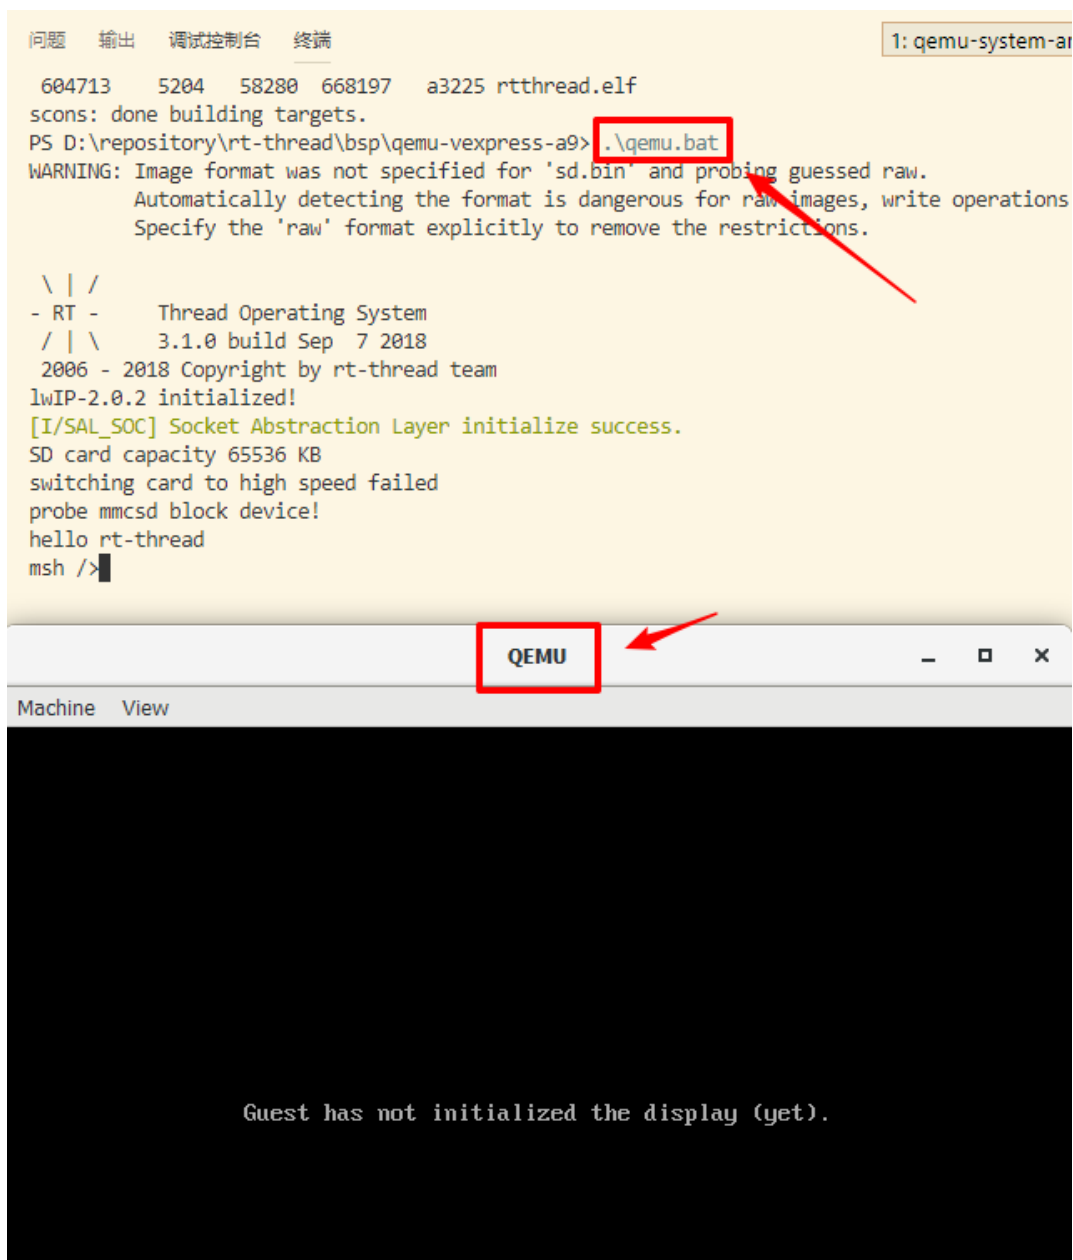 问题 输出 调试控制台 终端 1: qemu-system-ar
604713 5204 58280 668197 a3225 rtthread.elf
scons: done building targets.
PS D:\repository\rt-thread\bsp\qemu-vexpress-a9> .\qemu.bat
WARNING: Image format was not specified for 'sd.bin' and probing guessed raw.
Automatically detecting the format is dangerous for raw images, write operations
Specify the 'raw' format explicitly to remove the restrictions.
\ | /
- RT - Thread Operating System
/ | \ 3.1.0 build Sep 7 2018
2006 - 2018 Copyright by rt-thread team
lwIP-2.0.2 initialized!
[I/SAL_SOC] Socket Abstraction Layer initialize success.
SD card capacity 65536 KB
switching card to high speed failed
probe mmcsd block device!
hello rt-thread
msh />
QEMU
Machine View
Guest has not initialized the display (yet).